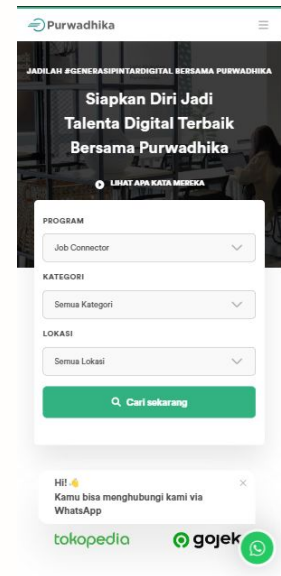 Purwadhika
JADILAH #GENERASIPINTARDIGITAL BERSAMA PURWADHIKA
Siapkan Diri Jadi
Talenta Digital Terbaik
Bersama Purwadhika
LIHAT APA KATA MEREKA
PROGRAM
Job Connector
KATEGORI
Semua Kategori
LOKASI
Semua Lokasi
Cari sekarang
Hi! 👋
Kamu bisa menghubungi kami via
WhatsApp
tokopedia
gojek